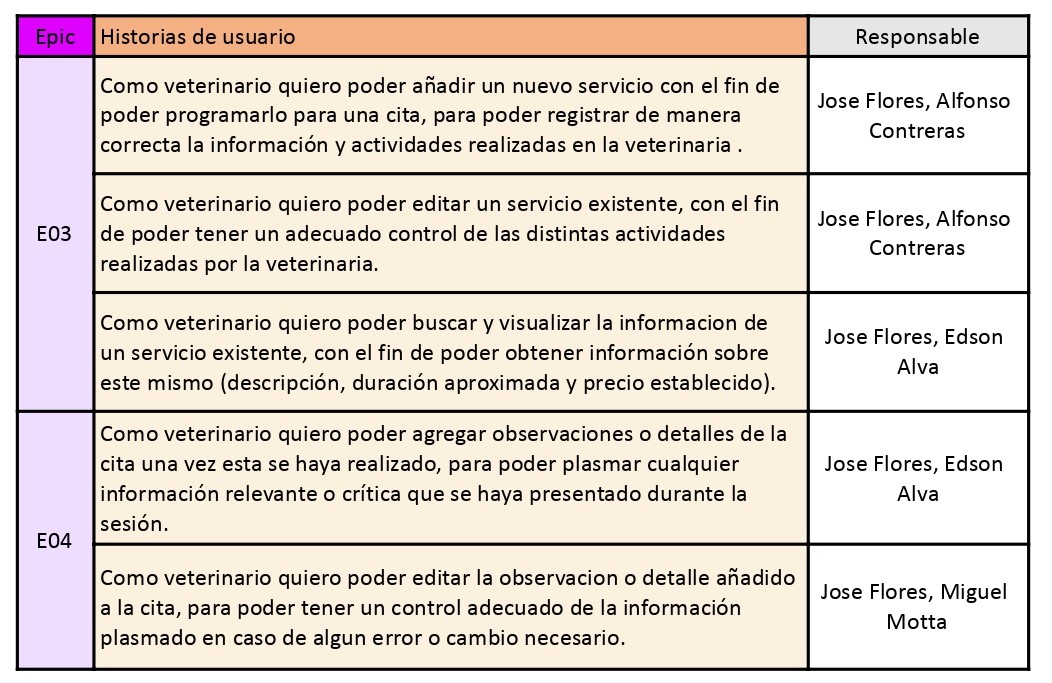 Epic Historias de usuario Responsable
Como veterinario quiero poder añadir un nuevo servicio con el fin de
poder programarlo para una cita, para poder registrar de manera
correcta la información y actividades realizadas en la veterinaria .
Jose Flores, Alfonso
Contreras
E03
Como veterinario quiero poder editar un servicio existente, con el fin
de poder tener un adecuado control de las distintas actividades
realizadas por la veterinaria.
Jose Flores, Alfonso
Contreras
Como veterinario quiero poder buscar y visualizar la informacion de
un servicio existente, con el fin de poder obtener información sobre
este mismo (descripción, duración aproximada y precio establecido).
Jose Flores, Edson
Alva
E04
Como veterinario quiero poder agregar observaciones o detalles de la
cita una vez esta se haya realizado, para poder plasmar cualquier
información relevante o crítica que se haya presentado durante la
sesión.
Jose Flores, Edson
Alva
Como veterinario quiero poder editar la observacion o detalle añadido
a la cita, para poder tener un control adecuado de la información
plasmado en caso de algun error o cambio necesario.
Jose Flores, Miguel
Motta